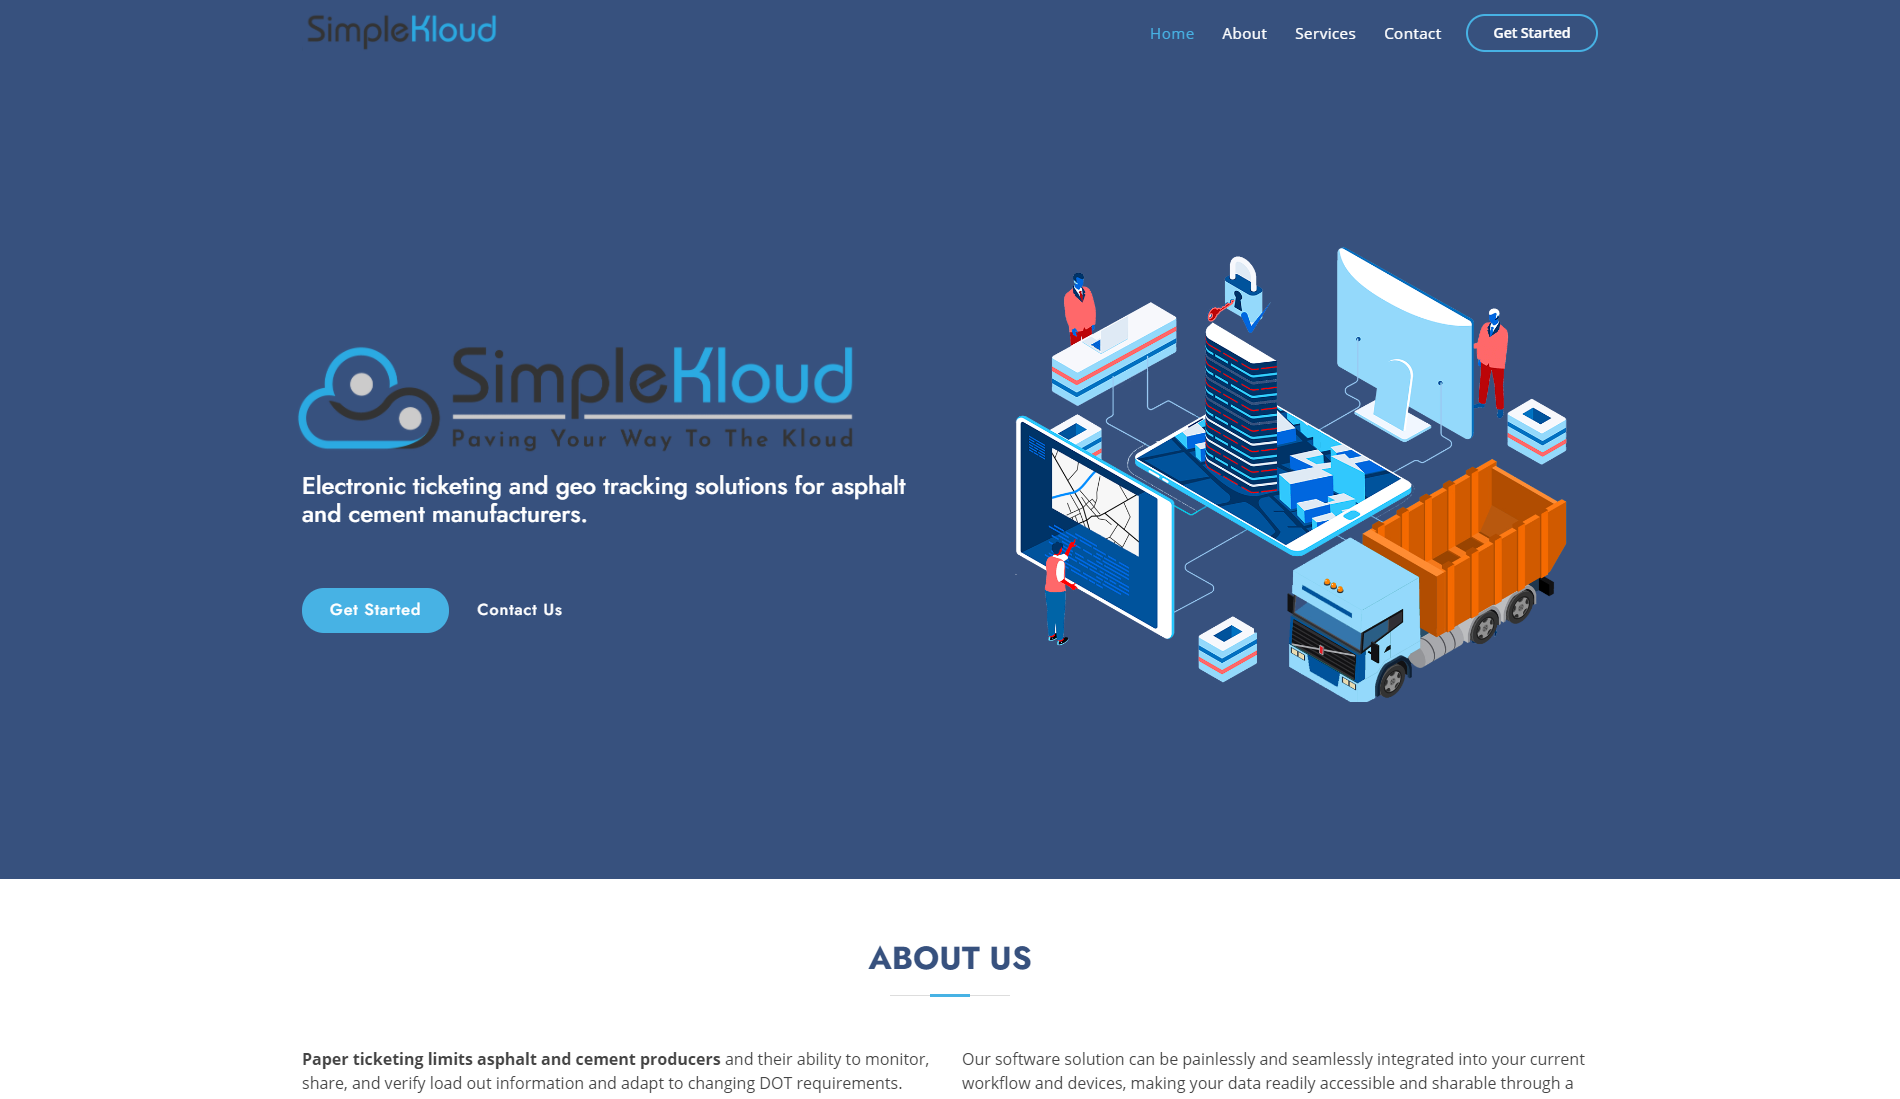 SimpleKloud
Home
About
Services
Contact
Get Started
SimpleKloud
Paving Your Way To The Kloud
Electronic ticketing and geo tracking solutions for asphalt
and cement manufacturers.
Get Started
Contact Us
ABOUT US
Paper ticketing limits asphalt and cement producers and their ability to monitor,
share, and verify load out information and adapt to changing DOT requirements.
Our software solution can be painlessly and seamlessly integrated into your current
workflow and devices, making your data readily accessible and sharable through a